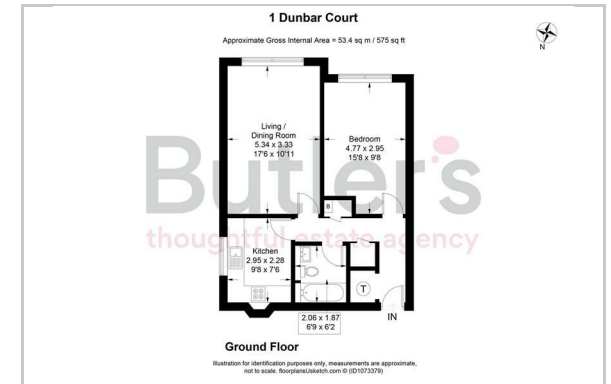 1 Dunbar Court
Approximate Gross Internal Area = 53.4 sq m / 575 sq ft
N
Living /
Dining Room
5.34 x 3.33
17'6 x 10'11
Bedroom
4.77 x 2.95
15'8 x 9'8
Butler's
B
thoughtful estate agency
Kitchen
2.95 x 2.28
9'8 x 7'6
T
2.06 x 1.87
6'9 x 6'2
IN
Ground Floor
Illustration for identification purposes only, measurements are approximate,
not to scale. floorplansUsketch.com © (ID1073379)